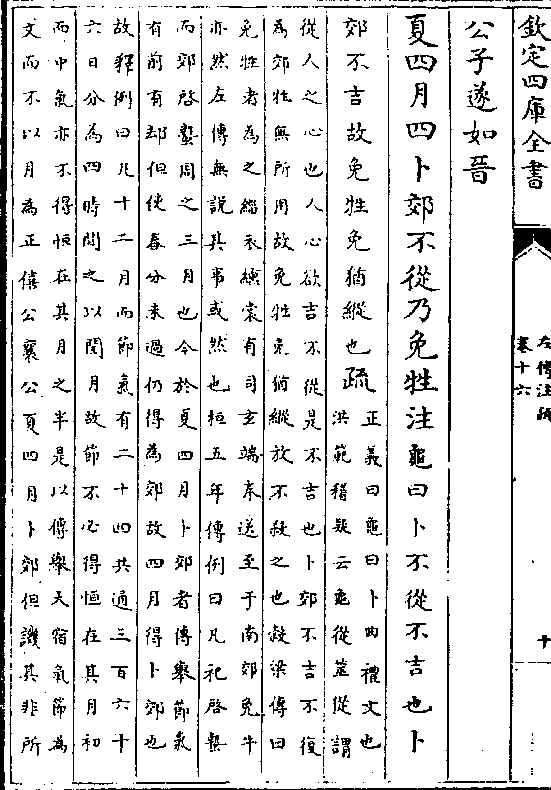 欽定四庫全書
左傳注疏
卷十六
十
公子遂如晉
夏四月四卜郊不從乃免牲注龜曰卜不從不吉也卜
郊不吉故免牲免猶縱也疏
正義曰龜曰卜曲禮文也
洪範稽疑云龜從筮從謂
從人之心也人心欲吉不從是不吉也卜郊不吉不復
為郊牲無所用故免牲免猶縱放不殺之也穀梁傳曰
免牲者為之緇衣纁裳有司玄端奉送至于南郊免牛
亦然左傳無說其事或然也桓五年傳例曰凡祀啓蟄
而郊啓蟄周之三月也今於夏四月卜郊者傳舉節氣
有前有却但使春分未過仍得為郊故四月得卜郊也
故釋例曰凡十二月而節氣有二十四共通三百六十
六日分為四時間之以閏月故節不必得恒在其月初
而中氣亦不得恒在其月之半是以傳舉天宿氣節為
文而不以月為正僖公襄公夏四月卜郊但譏其非所